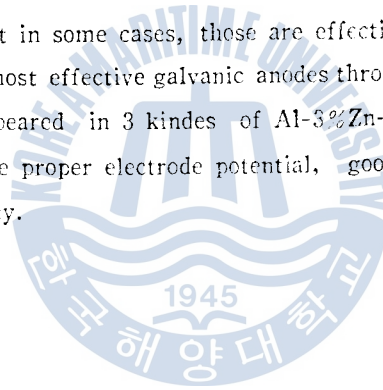 t in some cases, those are effecti
nost effective galvanic anodes thro
peared in 3 kindes of Al-3%Zn-
e proper electrode potential, goo
y.
KOREA MARITIME UNIVERSITY
1945
한국해양대학교